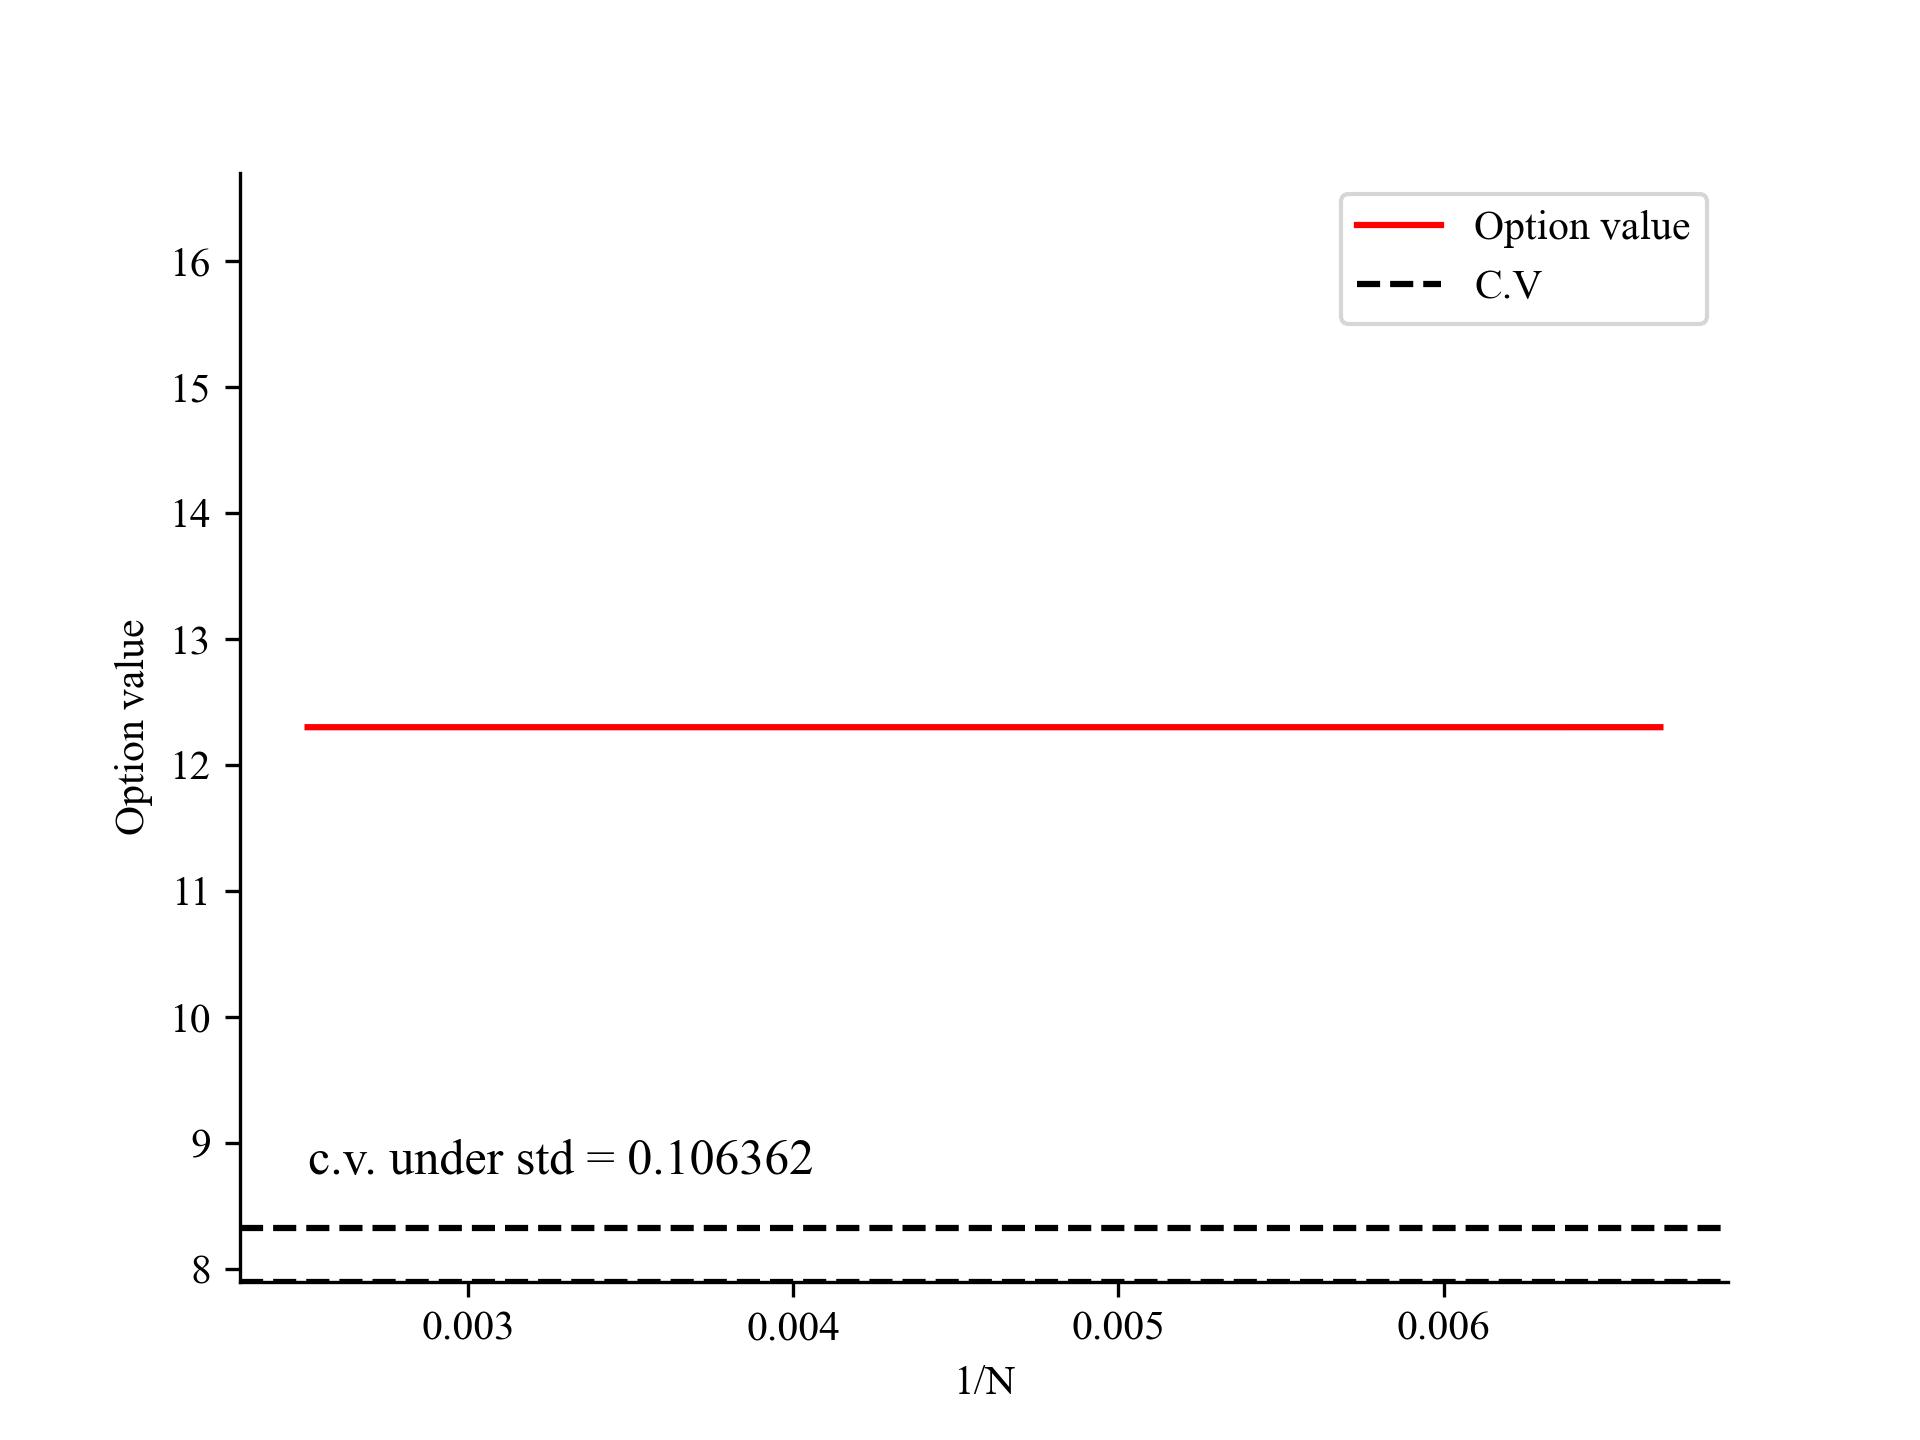 Option value
C.V
16
15
14
13
12
11
10
9
8
Option value
c.v. under std = 0.106362
0.003
0.004
0.005
0.006
1/N